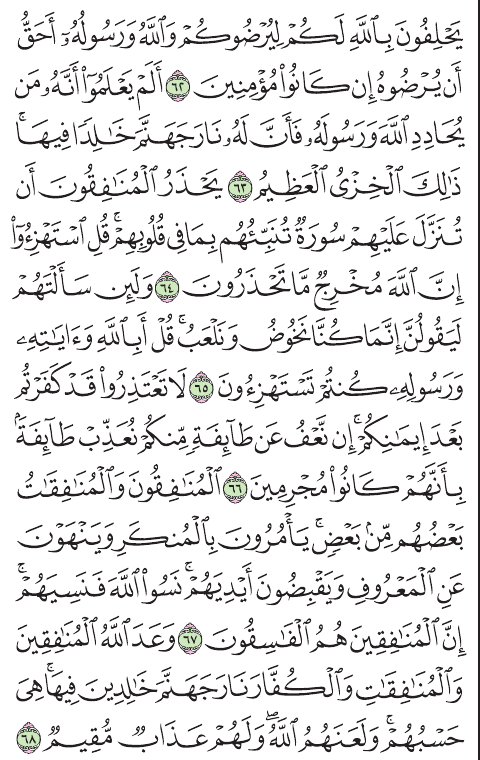 يَحۡلِفُونَ بِٱللَّهِ لَكُمۡ لِيُرۡضُوكُمۡ وَٱللَّهُ وَرَسُولُهُۥٓ أَحَقُّ
أَن يُرۡضُوهُ إِن كَانُواْ مُؤۡمِنِينَ ٦٢ أَلَمۡ يَعۡلَمُوٓاْ أَنَّهُۥ مَن
يُحَادِدِ ٱللَّهَ وَرَسُولَهُۥ فَأَنَّ لَهُۥ نَارَ جَهَنَّمَ خَٰلِدٗا فِيهَاۚ
ذَٰلِكَ ٱلۡخِزۡيُ ٱلۡعَظِيمُ ٦٣ يَحۡذَرُ ٱلۡمُنَٰفِقُونَ أَن
تُنَزَّلَ عَلَيۡهِمۡ سُورَةٞ تُنَبِّئُهُم بِمَا فِي قُلُوبِهِمۡۚ قُلِ ٱسۡتَهۡزِءُوٓاْ
إِنَّ ٱللَّهَ مُخۡرِجٞ مَّا تَحۡذَرُونَ ٦٤ وَلَئِن سَأَلۡتَهُمۡ
لَيَقُولُنَّ إِنَّمَا كُنَّا نَخُوضُ وَنَلۡعَبُۚ قُلۡ أَبِٱللَّهِ وَءَايَٰتِهِۦ
وَرَسُولِهِۦ كُنتُمۡ تَسۡتَهۡزِءُونَ ٦٥ لَا تَعۡتَذِرُواْ قَدۡ كَفَرۡتُم
بَعۡدَ إِيمَٰنِكُمۡۚ إِن نَّعۡفُ عَن طَآئِفَةٖ مِّنكُمۡ نُعَذِّبۡ طَآئِفَةَۢ
بِأَنَّهُمۡ كَانُواْ مُجۡرِمِينَ ٦٦ ٱلۡمُنَٰفِقُونَ وَٱلۡمُنَٰفِقَٰتُ
بَعۡضُهُم مِّنۢ بَعۡضٖۚ يَأۡمُرُونَ بِٱلۡمُنكَرِ وَيَنۡهَوۡنَ
عَنِ ٱلۡمَعۡرُوفِ وَيَقۡبِضُونَ أَيۡدِيَهُمۡۚ نَسُواْ ٱللَّهَ فَنَسِيَهُمۡۚ
إِنَّ ٱلۡمُنَٰفِقِينَ هُمُ ٱلۡفَٰسِقُونَ ٦٧ وَعَدَ ٱللَّهُ ٱلۡمُنَٰفِقِينَ
وَٱلۡمُنَٰفِقَٰتِ وَٱلۡكُفَّارَ نَارَ جَهَنَّمَ خَٰلِدِينَ فِيهَاۚ هِيَ
حَسۡبُهُمۡۚ وَلَعَنَهُمُ ٱللَّهُۖ وَلَهُمۡ عَذَابٞ مُّقِيمٞ ٦٨